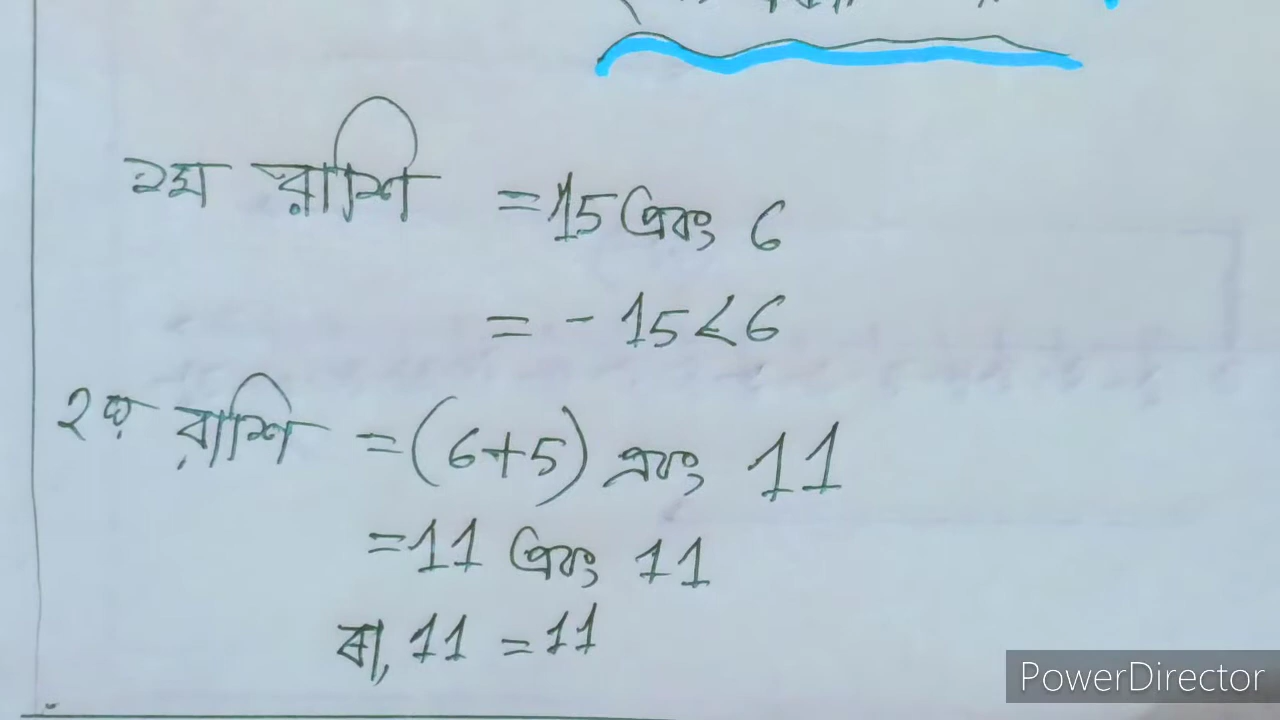 ১ম রাশি = 15 এবং 6
= - 15 < 6
২য় রাশি = (6+5) এবং 11
= 11 এবং 11
বা, 11 = 11
PowerDirector